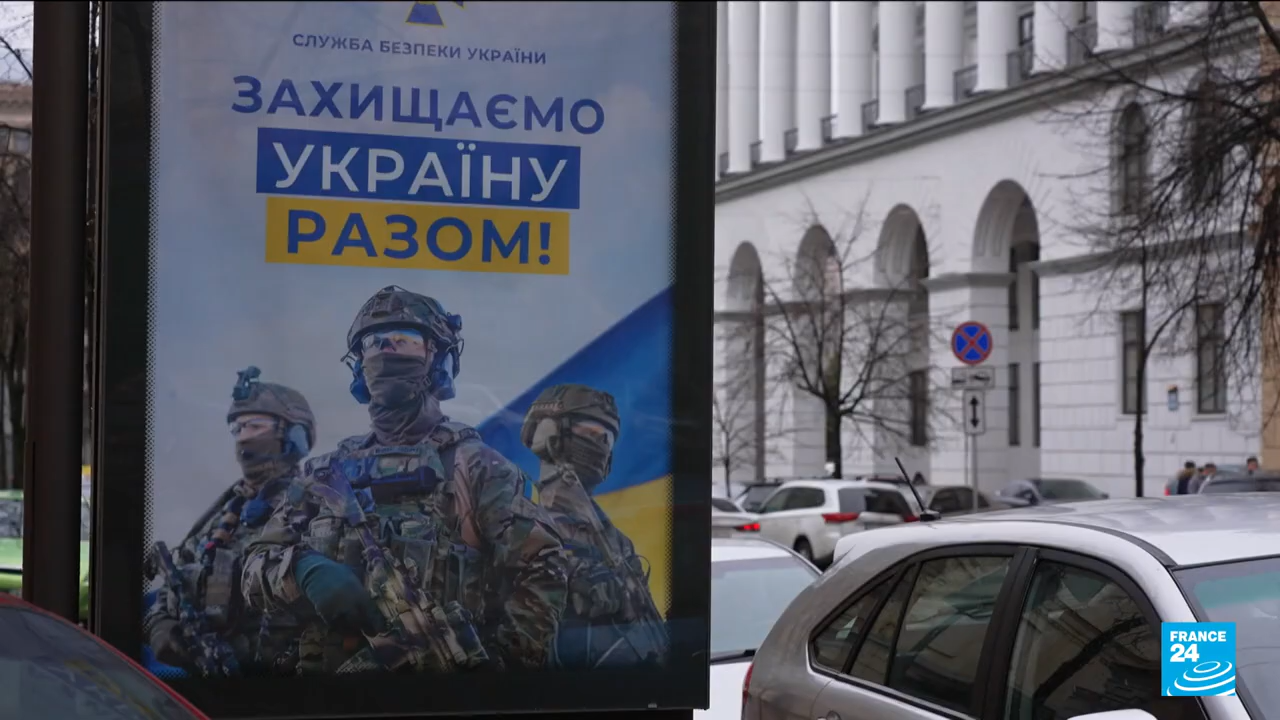 СЛУЖБА БЕЗПЕКИ УКРАЇНИ
ЗАХИЩАЄМО
УКРАЇНУ
РАЗОМ!
FRANCE
24